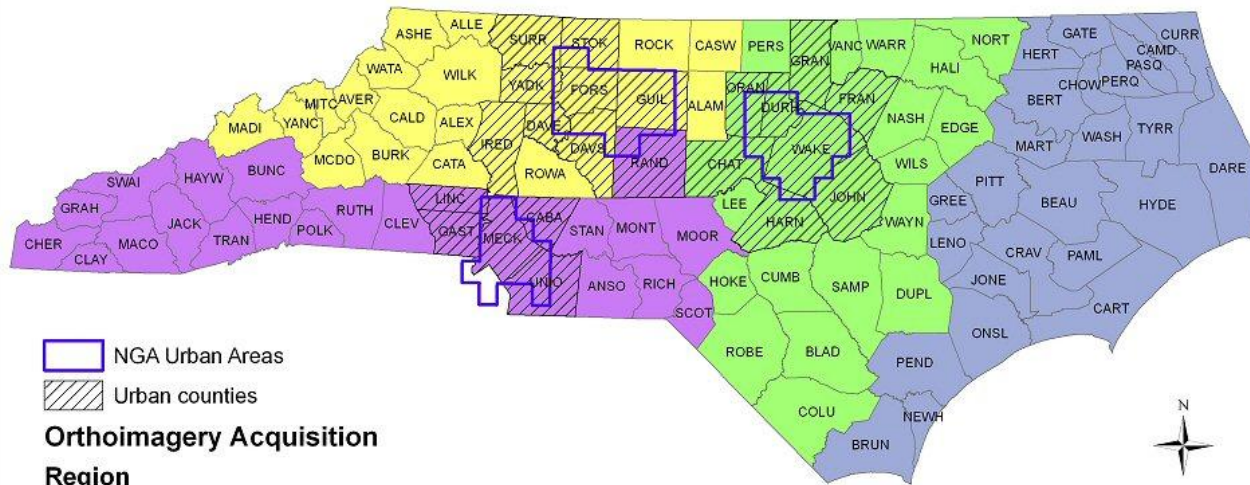 ASHE
ALLE
SURR
STOK
ROCK
CASW
PERS
GRAN
VANC
WARR
NORT
HERT
GATE
CURR
CAMD
PASQ
PERQ
CHOW
WATA
WILK
YADK
FORS
GUIL
ALAM
ORAN
DURH
FRAN
HALI
BERT
MITC
AVER
YANC
MADI
CALD
ALEX
IRED
DAVE
DAVS
RAND
CHAT
WAKE
NASH
EDGE
MART
WASH
TYRR
DARE
MCDO
BURK
CATA
ROWA
LEE
HARN
JOHN
WILS
WAYN
GREE
PITT
BEAU
HYDE
SWAI
HAYW
BUNC
GRAH
JACK
HEND
POLK
RUTH
CLEV
LINC
GAST
MECK
CABA
STAN
MONT
MOOR
LENO
CRAV
PAML
CHER
CLAY
MACO
TRAN
UNIO
ANSO
RICH
SCOT
HOKE
CUMB
SAMP
DUPL
JONE
CART
ONSL
ROBE
BLAD
PEND
COLU
BRUN
NEWH
NGA Urban Areas
Urban counties
Orthoimagery Acquisition
Region
N